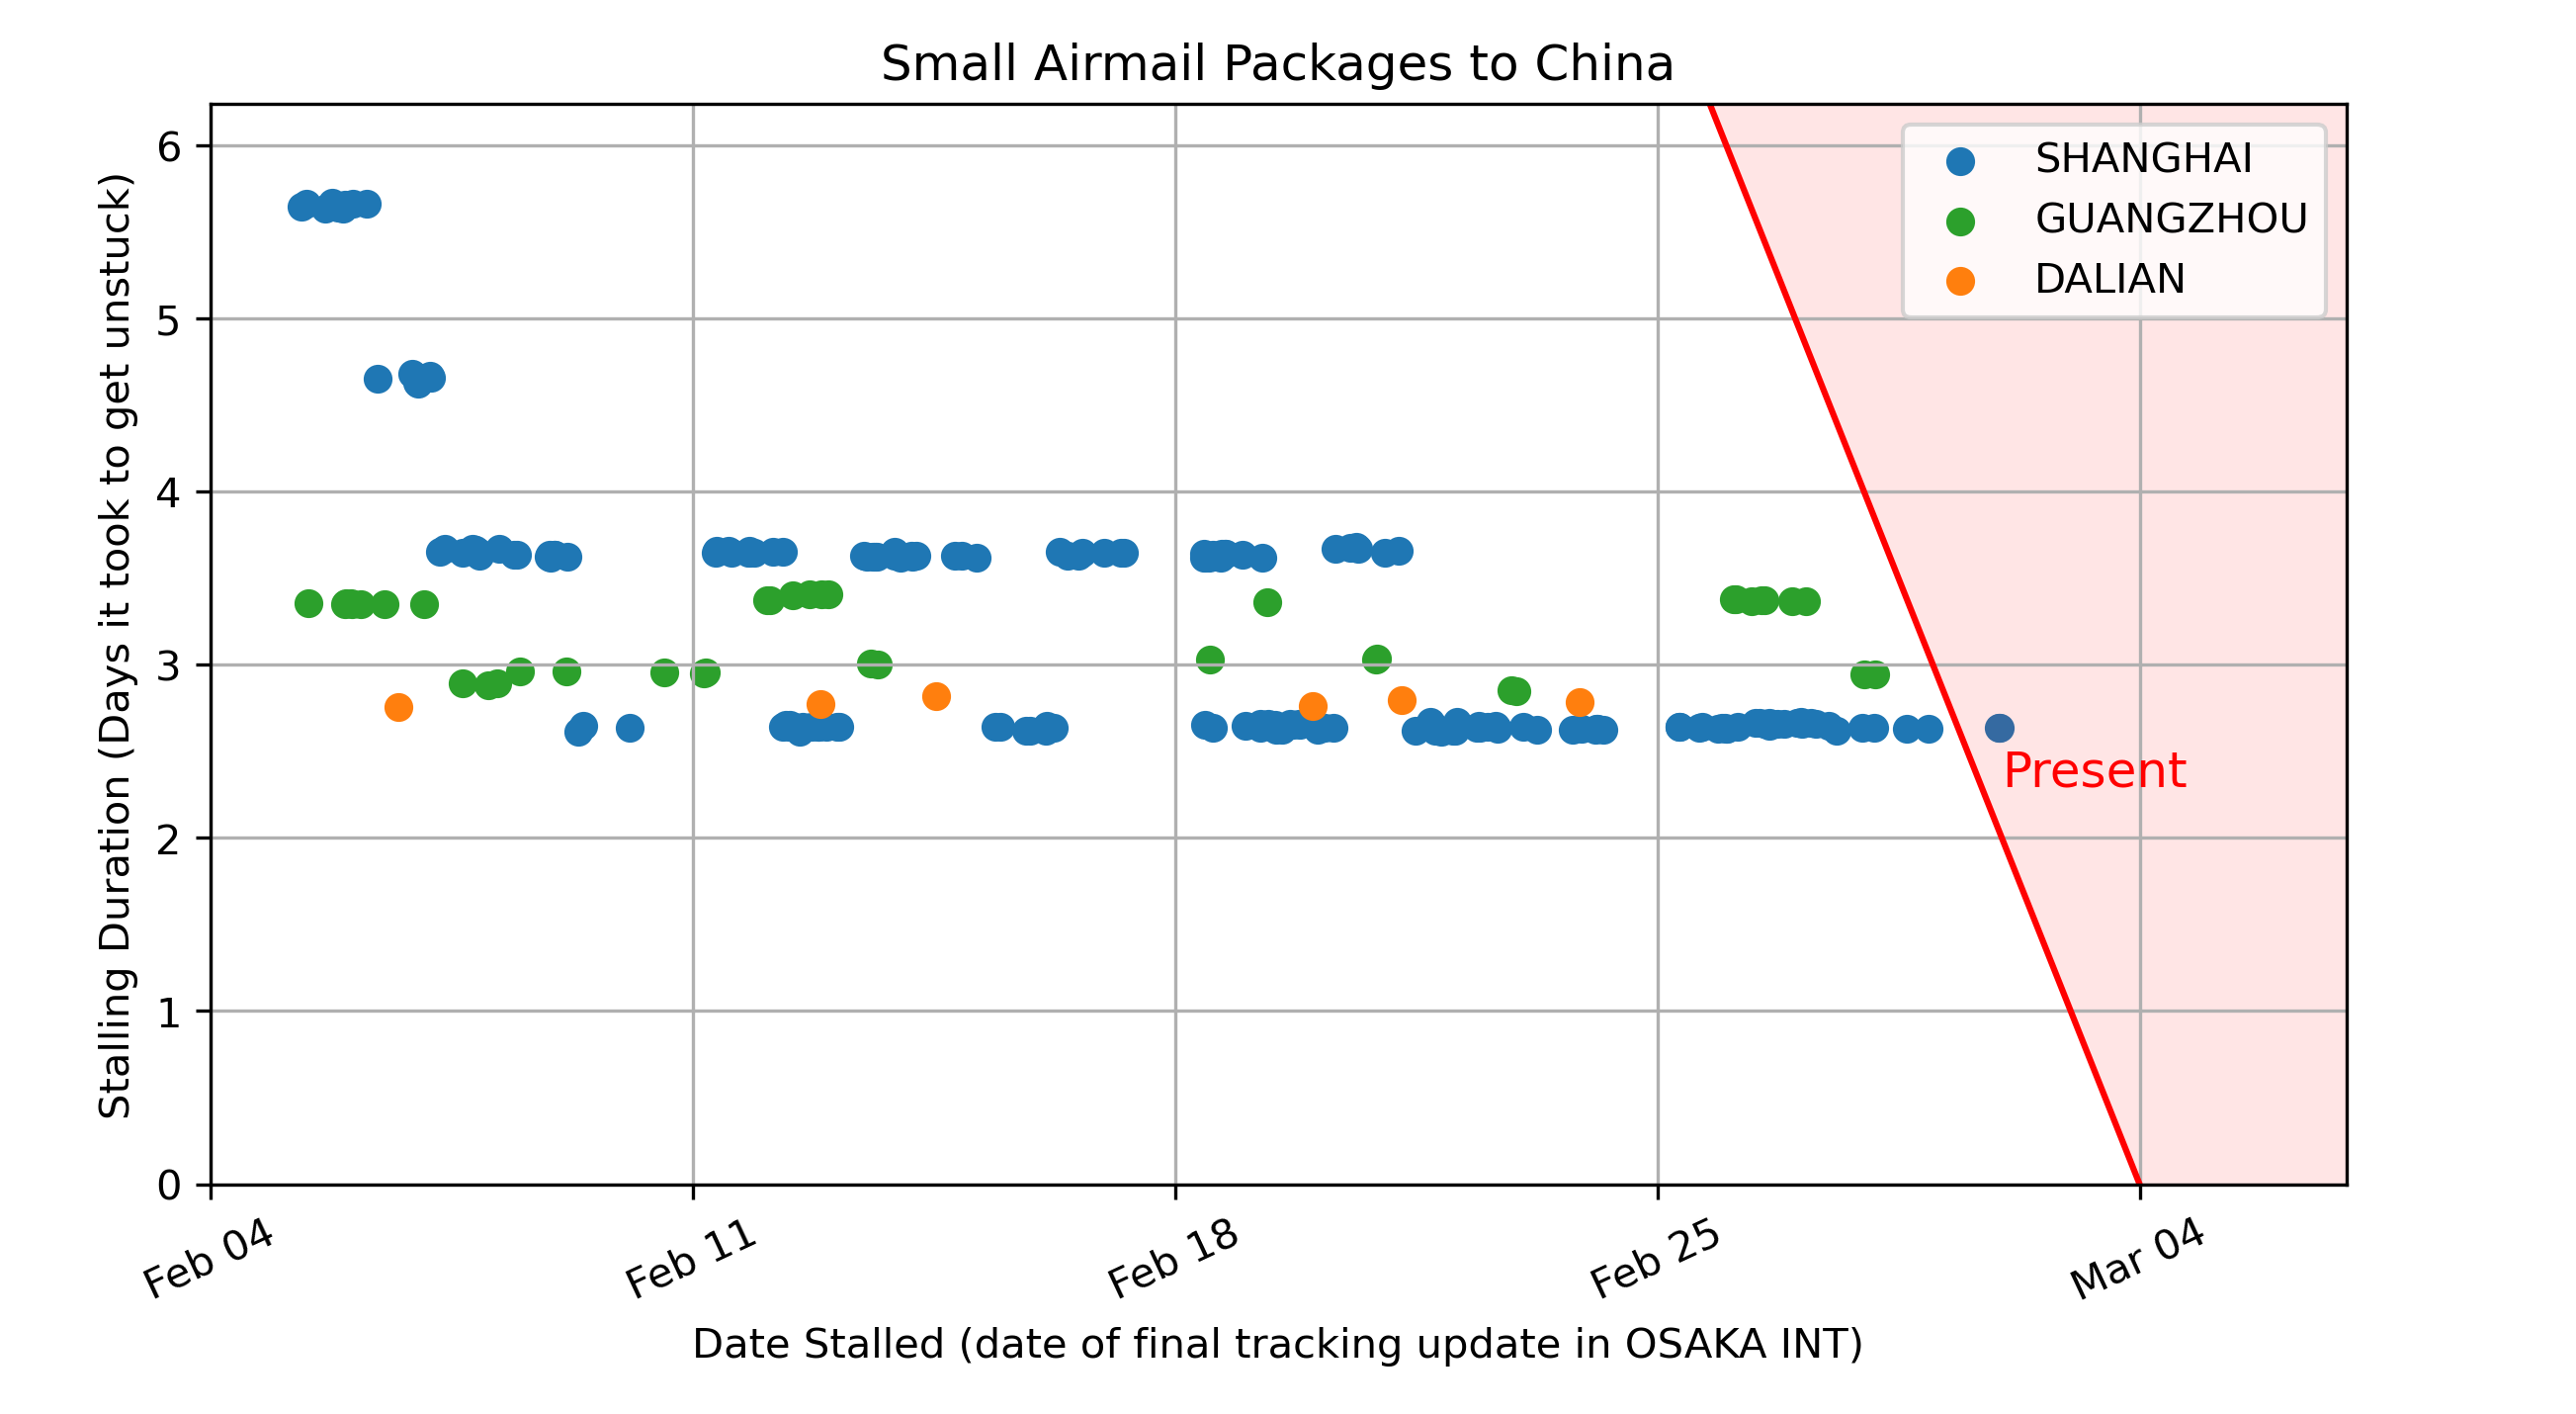 Small Airmail Packages to China
Stalling Duration (Days it took to get unstuck)
6
5
4
3
2
1
0
SHANGHAI
GUANGZHOU
DALIAN
Present
Feb 04
Feb 11
Feb 18
Feb 25
Mar 04
Date Stalled (date of final tracking update in OSAKA INT)